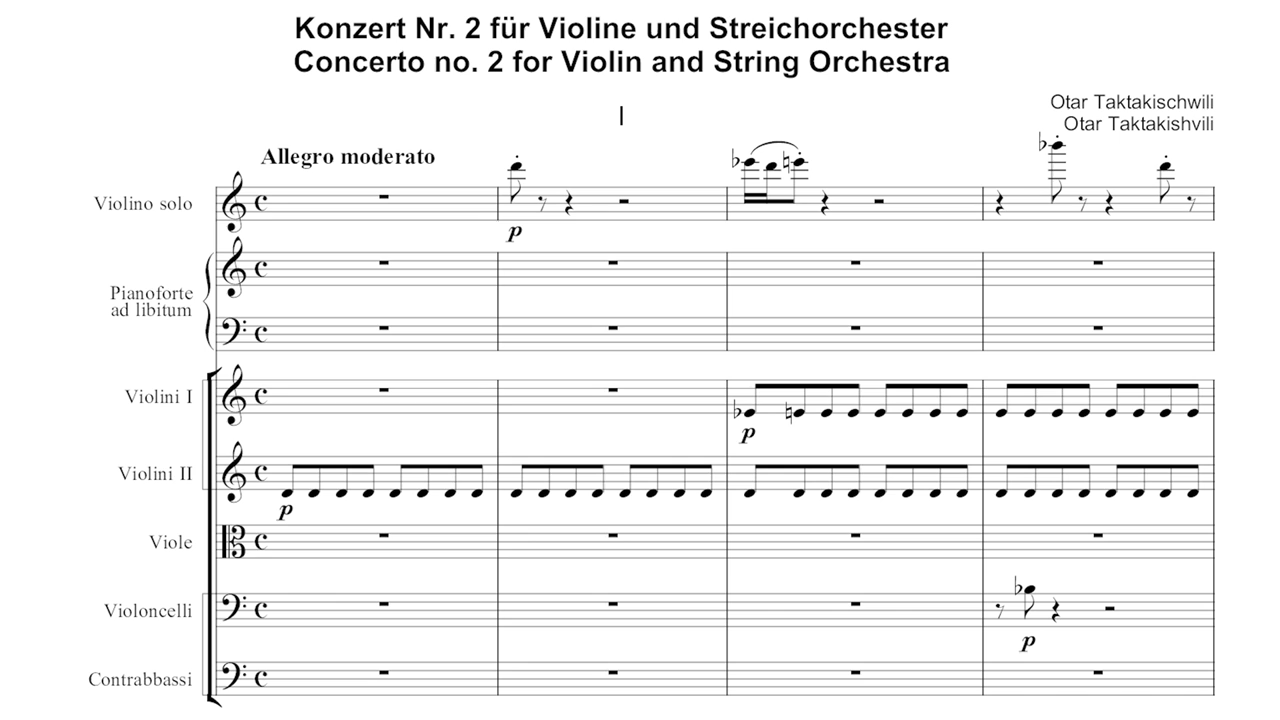 Konzert Nr. 2 für Violine und Streichorchester
Concerto no. 2 for Violin and String Orchestra
Otar Taktakischwili
Otar Taktakishvili
I
Allegro moderato
Violino solo
p
Pianoforte
ad libitum
Violini I
p
Violini II
p
Viole
Violoncelli
p
Contrabbassi